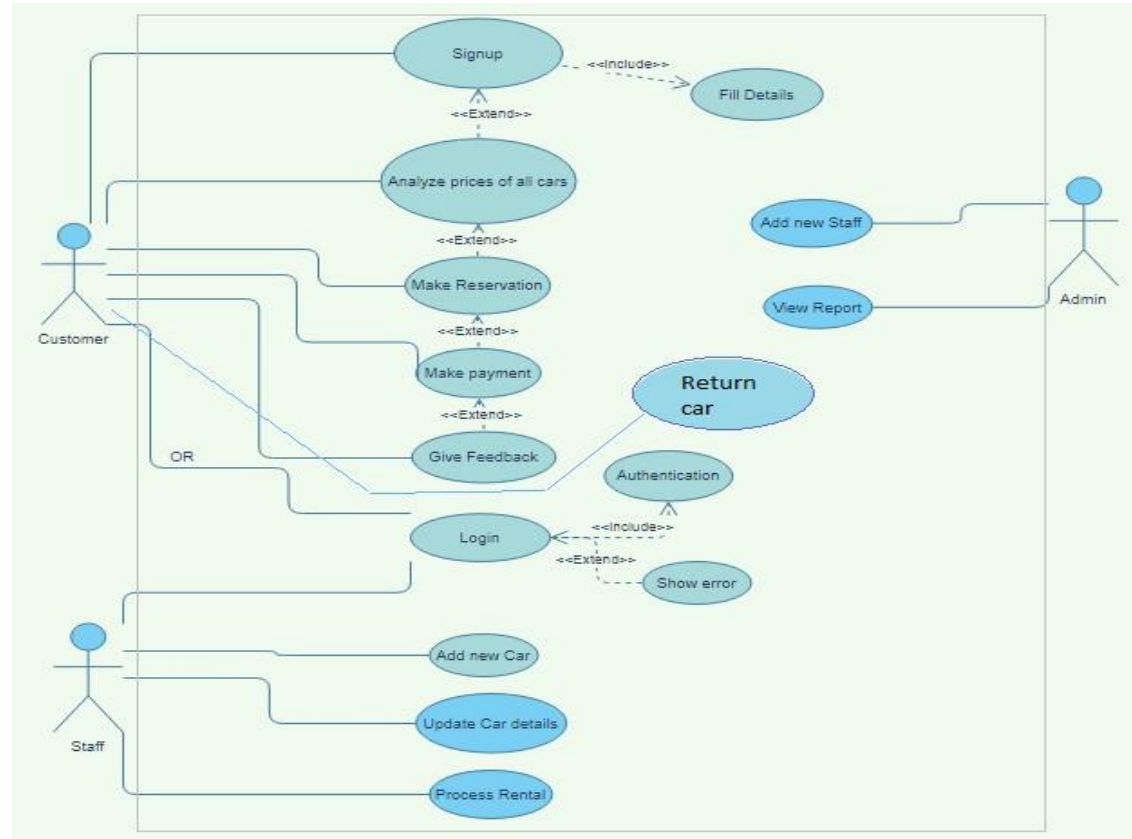 Signup
<<Include>>
Fill Details
<<Extend>>
Analyze prices of all cars
Add new Staff
<<Extend>>
Make Reservation
View Report
Admin
Customer
<<Extend>>
Make payment
Return
car
<<Extend>>
OR
Give Feedback
Authentication
<<Include>>
Login
<<Extend>>
Show error
Add new Car
Update Car details
Staff
Process Rental